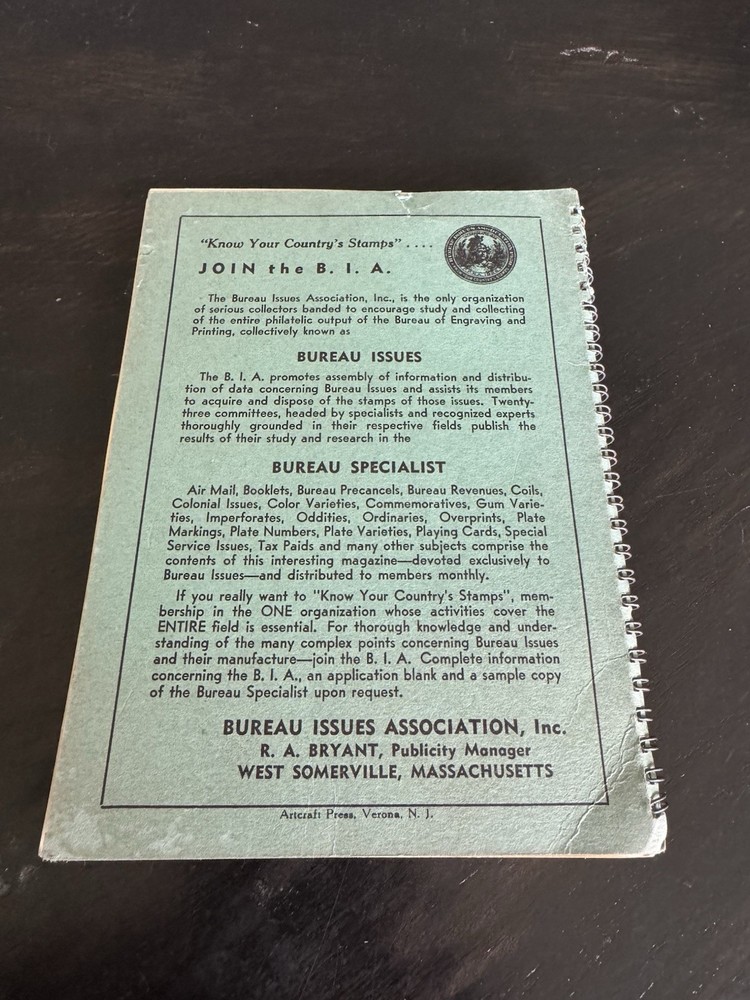 "Know Your Country's Stamps" . . . .
JOIN the B. I. A.
The Bureau Issues Association, Inc., is the only organization
of serious collectors banded to encourage study and collecting
of the entire philatelic output of the Bureau of Engraving and
Printing, collectively known as
BUREAU ISSUES
The B. I. A. promotes assembly of information and distribu-
tion of data concerning Bureau Issues and assists its members
to acquire and dispose of the stamps of those issues. Twenty-
three committees, headed by specialists and recognized experts
thoroughly grounded in their respective fields publish the
results of their study and research in the
BUREAU SPECIALIST
Air Mail, Booklets, Bureau Precancels, Bureau Revenues, Coils,
Colonial Issues, Color Varieties, Commemoratives, Gum Varie-
ties, Imperforates, Oddities, Ordinaries, Overprints, Plate
Markings, Plate Numbers, Plate Varieties, Playing Cards, Special
Service Issues, Tax Paids and many other subjects comprise the
contents of this interesting magazine—devoted exclusively to
Bureau Issues—and distributed to members monthly.
If you really want to "Know Your Country's Stamps", mem-
bership in the ONE organization whose activities cover the
ENTIRE field is essential. For thorough knowledge and under-
standing of the many complex points concerning Bureau Issues
and their manufacture—join the B. I. A. Complete information
concerning the B. I. A., an application blank and a sample copy
of the Bureau Specialist upon request.
BUREAU ISSUES ASSOCIATION, Inc.
R. A. BRYANT, Publicity Manager
WEST SOMERVILLE, MASSACHUSETTS
Artcraft Press, Verona, N. J.